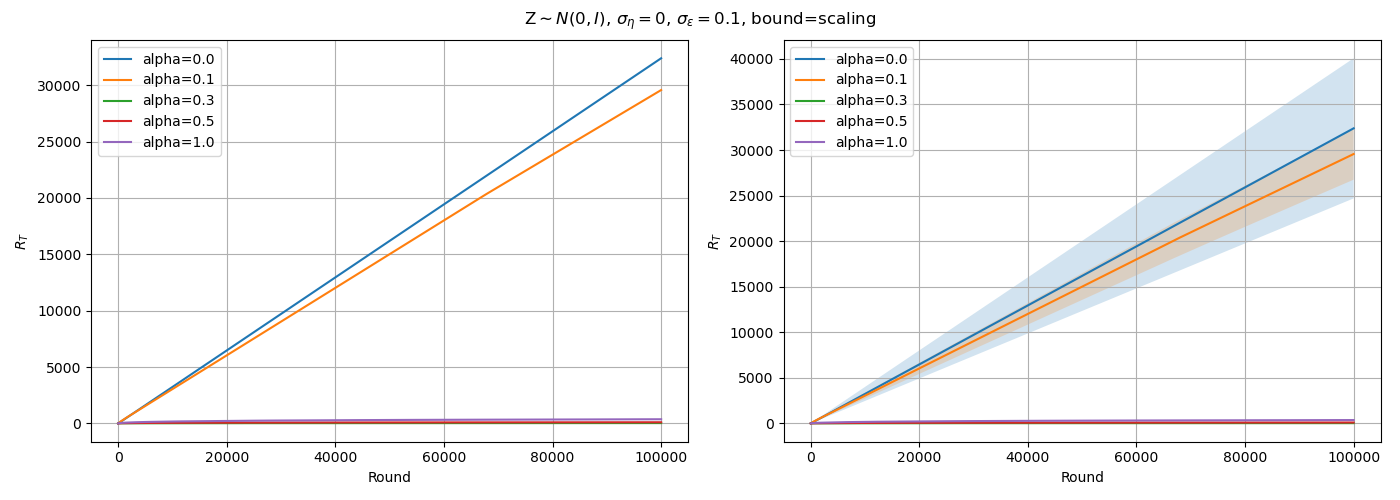 Z ~ N(0, I), σ_η = 0, σ_ε = 0.1, bound=scaling
alpha=0.0
alpha=0.1
alpha=0.3
alpha=0.5
alpha=1.0
30000
25000
20000
15000
10000
5000
0
R_T
0
20000
40000
60000
80000
100000
Round
alpha=0.0
alpha=0.1
alpha=0.3
alpha=0.5
alpha=1.0
40000
35000
30000
25000
20000
15000
10000
5000
0
R_T
0
20000
40000
60000
80000
100000
Round